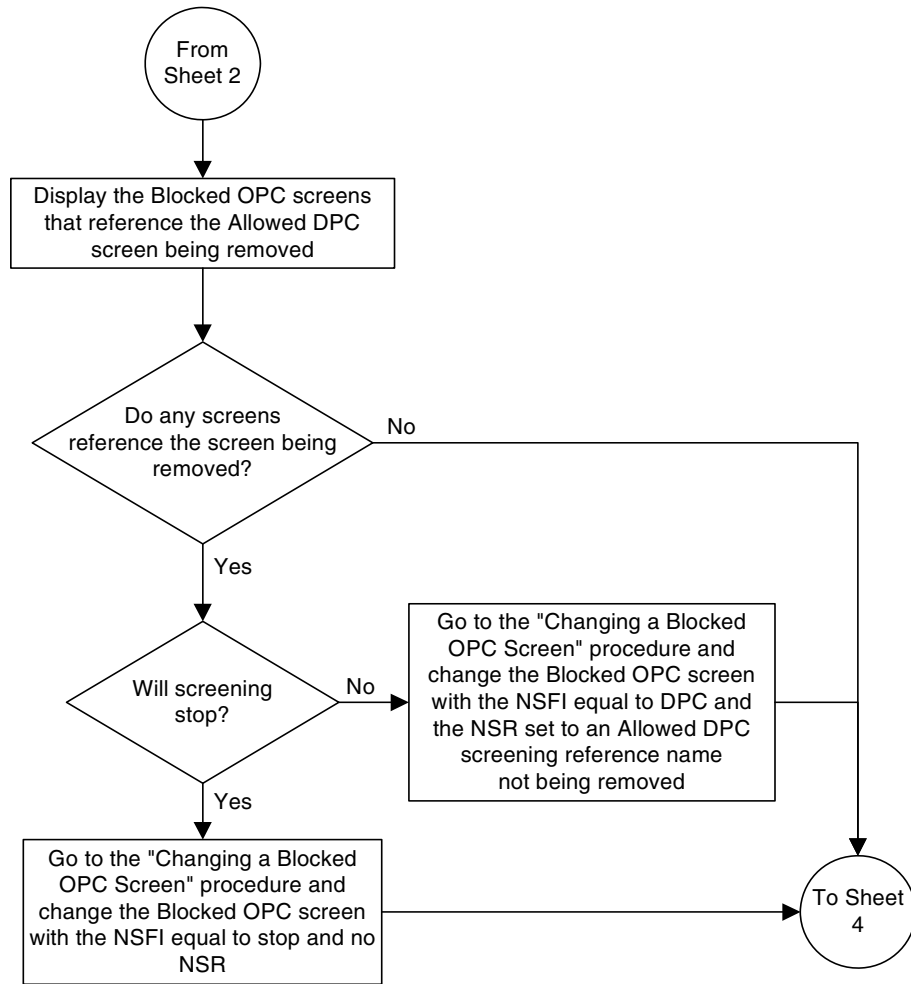 From
Sheet 2
Display the Blocked OPC screens
that reference the Allowed DPC
screen being removed
Do any screens
reference the screen being
removed?
No
Yes
Will screening
stop?
No
Go to the "Changing a Blocked
OPC Screen" procedure and
change the Blocked OPC screen
with the NSFI equal to DPC and
the NSR set to an Allowed DPC
screening reference name
not being removed
Yes
Go to the "Changing a Blocked
OPC Screen" procedure and
change the Blocked OPC screen
with the NSFI equal to stop and no
NSR
To Sheet
4